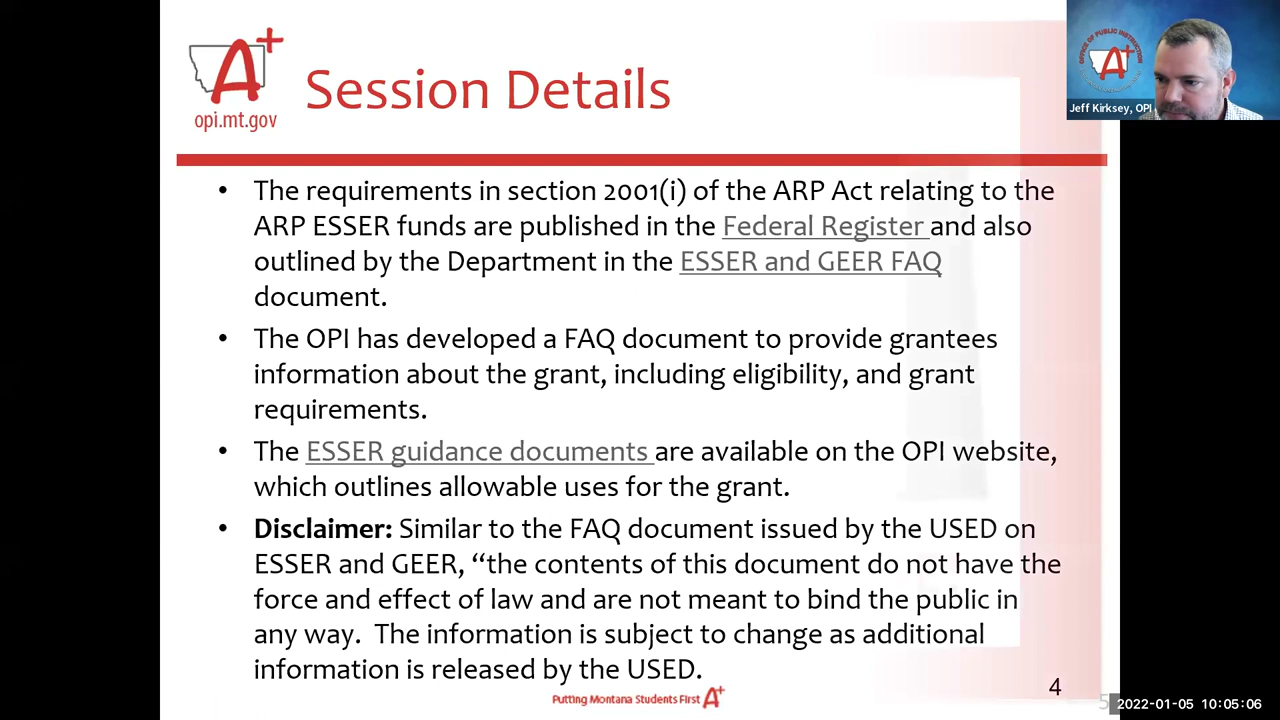 A+
opi.mt.gov
Session Details
OFFICE OF PUBLIC INSTRUCTION
A+
Jeff Kirksey, OPI
• The requirements in section 2001(i) of the ARP Act relating to the
ARP ESSER funds are published in the Federal Register and also
outlined by the Department in the ESSER and GEER FAQ
document.
• The OPI has developed a FAQ document to provide grantees
information about the grant, including eligibility, and grant
requirements.
• The ESSER guidance documents are available on the OPI website,
which outlines allowable uses for the grant.
• Disclaimer: Similar to the FAQ document issued by the USED on
ESSER and GEER, “the contents of this document do not have the
force and effect of law and are not meant to bind the public in
any way.  The information is subject to change as additional
information is released by the USED.
Putting Montana Students First A+
4
5
2022-01-05 10:05:06